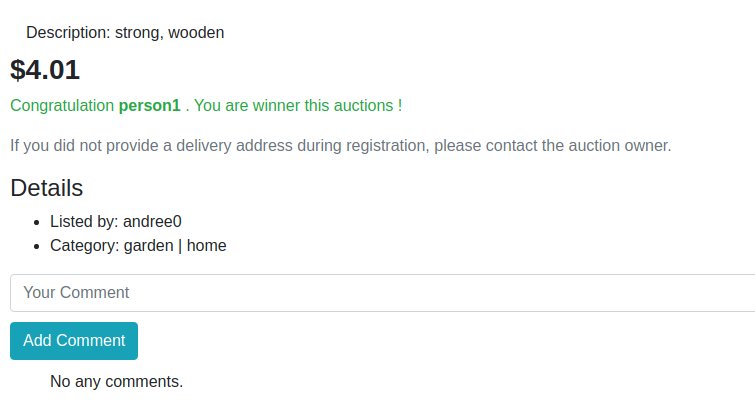 Description: strong, wooden
$4.01
Congratulation person1 . You are winner this auctions !
If you did not provide a delivery address during registration, please contact the auction owner.
Details
Listed by: andree0
Category: garden | home
Your Comment
Add Comment
No any comments.